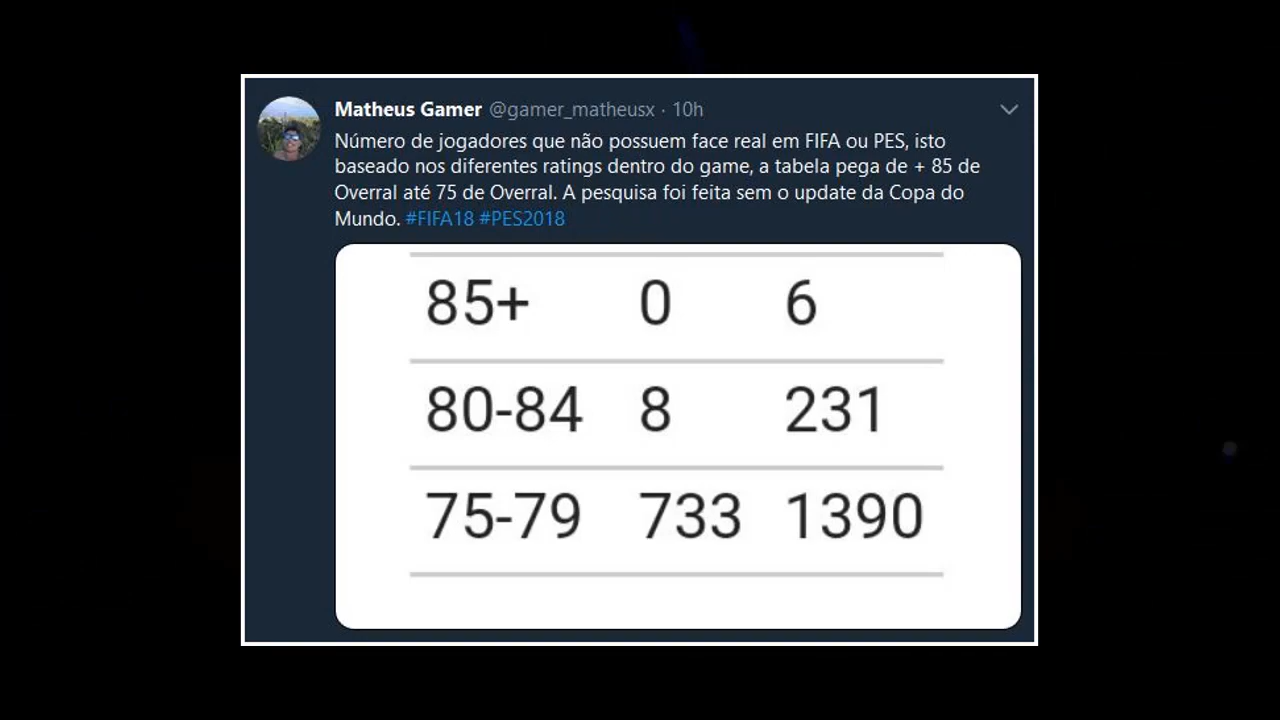 Matheus Gamer @gamer_matheusx · 10h
Número de jogadores que não possuem face real em FIFA ou PES, isto
baseado nos diferentes ratings dentro do game, a tabela pega de + 85 de
Overral até 75 de Overral. A pesquisa foi feita sem o update da Copa do
Mundo. #FIFA18 #PES2018
85+ 0 6
80-84 8 231
75-79 733 1390